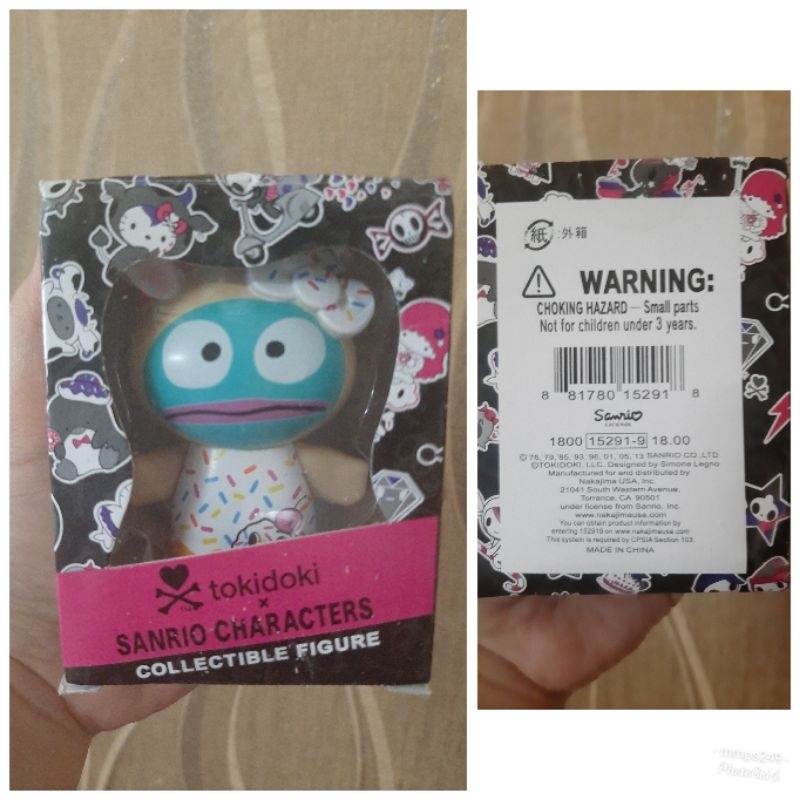 tokidoki
TM
×
SANRIO CHARACTERS
COLLECTIBLE FIGURE
紙 : 外箱
WARNING:
CHOKING HAZARD — Small parts
Not for children under 3 years.
8 81780 15291 8
Sanrio
LICENSE
1800 15291-9 18.00
© 76, 79, 85, 93, 96, 01, 05, 13 SANRIO CO., LTD.
©TOKIDOKI, LLC. Designed by Simone Legno
Manufactured for and distributed by
Nakajima USA, Inc.
21041 South Western Avenue,
Torrance, CA 90501
under license from Sanrio, Inc.
www.nakajimausa.com
You can obtain product information by
entering 152919 on www.nakajimausa.com
This system is required by CPSIA Section 103.
MADE IN CHINA
PhotoGrid